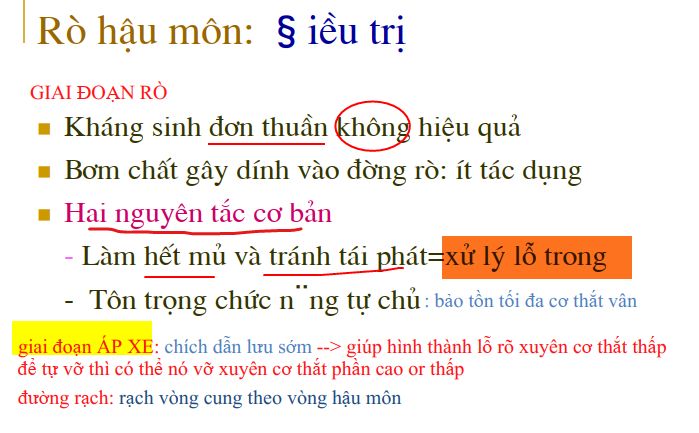 Rò hậu môn: § iều trị
GIAI ĐOẠN RÒ
Kháng sinh đơn thuần không hiệu quả
Bơm chất gây dính vào đờng rò: ít tác dụng
Hai nguyên tắc cơ bản
- Làm hết mủ và tránh tái phát=xử lý lỗ trong
- Tôn trọng chức n¨ng tự chủ : bảo tồn tối đa cơ thắt vân
giai đoạn ÁP XE: chích dẫn lưu sớm --> giúp hình thành lỗ rõ xuyên cơ thắt thấp
để tự vỡ thì có thể nó vỡ xuyên cơ thắt phần cao or thấp
đường rạch: rạch vòng cung theo vòng hậu môn